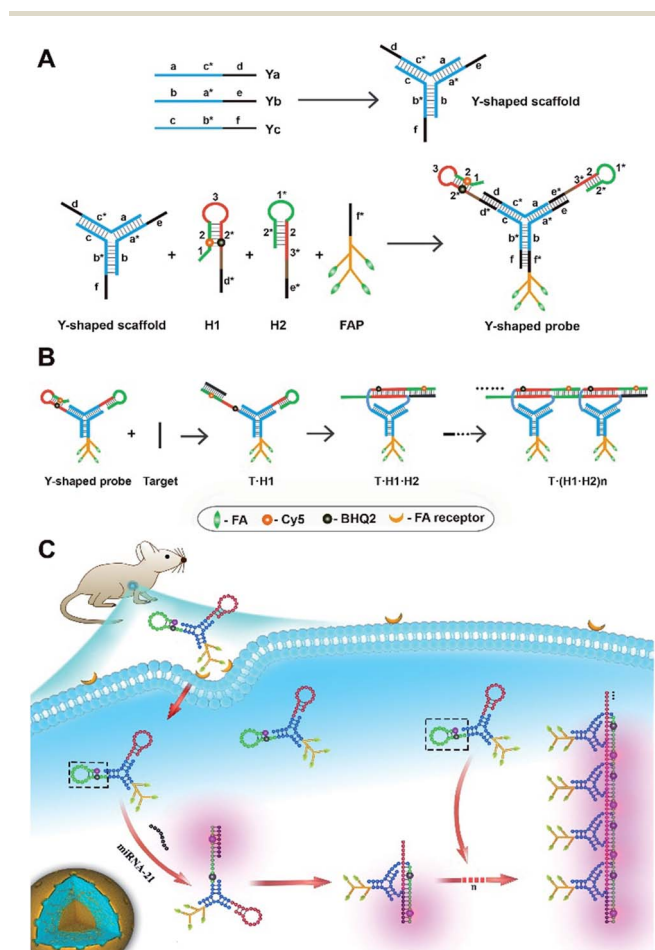 A
a c* d Ya
b a* e Yb
c b* f Yc
d c* a e
c a*
b* b
f
Y-shaped scaffold
d c* a e
c a*
b* b
f
3
2 2*
1
d*
1*
2* 2
3*
e*
f*
3 2 1 2* d d* c* c a a* e* e 3* 2 2* 1*
b* b
f f*
Y-shaped scaffold + H1 + H2 + FAP Y-shaped probe
B
Y-shaped probe + Target T·H1 T·H1·H2 T·(H1·H2)n
- FA - Cy5 - BHQ2 - FA receptor
C
miRNA-21
n